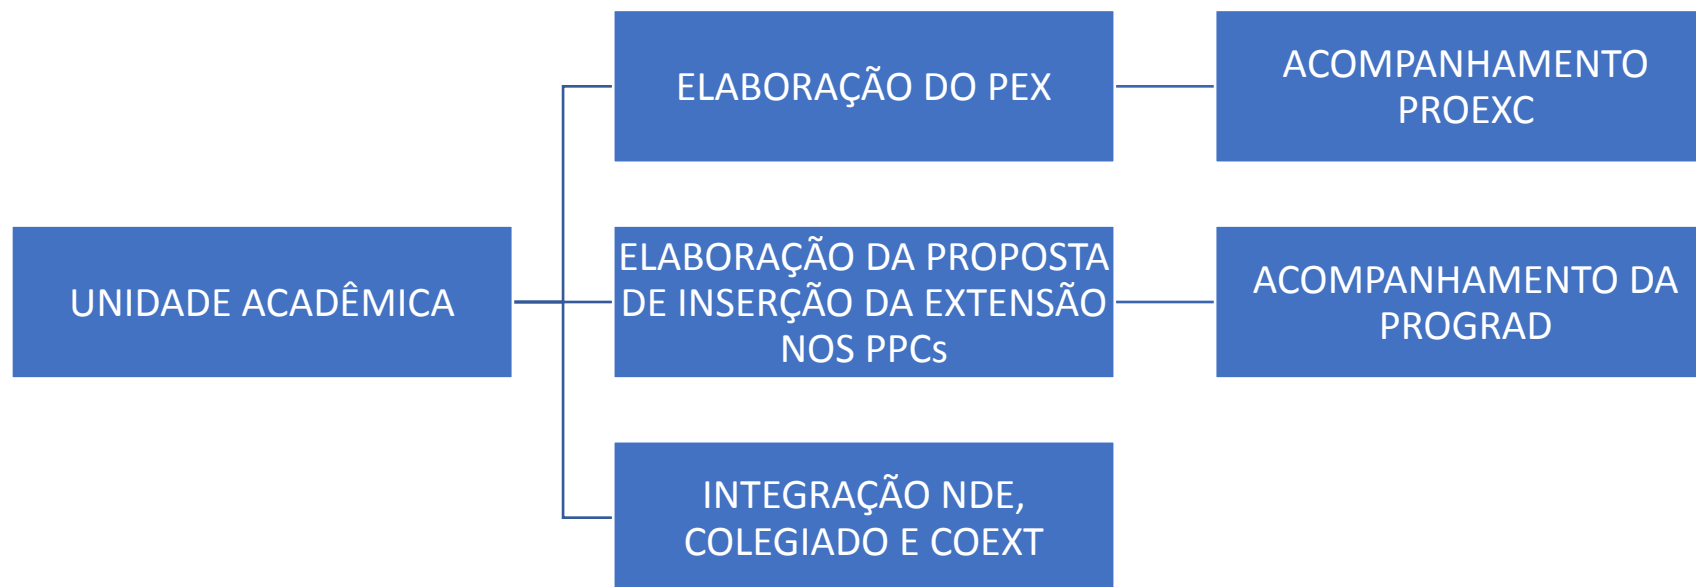 ELABORAÇÃO DO PEX
ACOMPANHAMENTO
PROEXC
UNIDADE ACADÊMICA
ELABORAÇÃO DA PROPOSTA
DE INSERÇÃO DA EXTENSÃO
NOS PPCs
ACOMPANHAMENTO DA
PROGRAD
INTEGRAÇÃO NDE,
COLEGIADO E COEXT